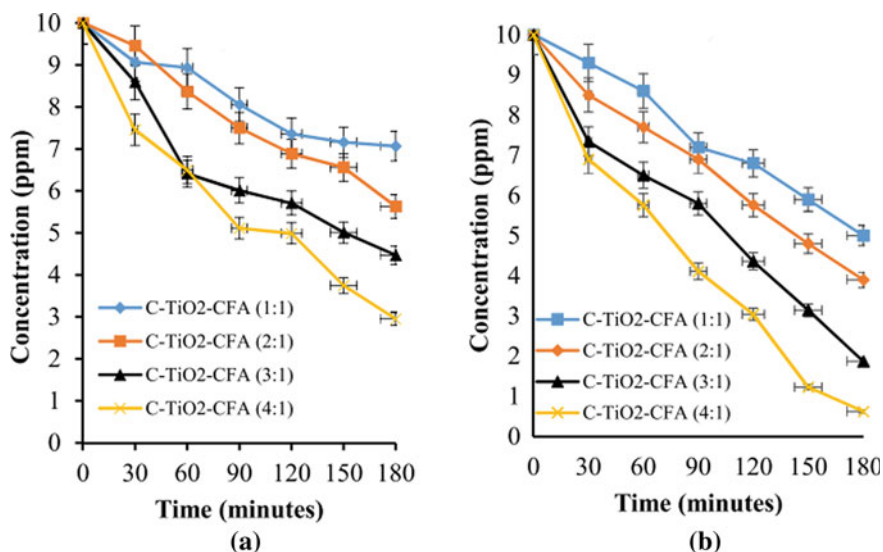 10
9
8
7
6
5
4
3
2
1
0
Concentration (ppm)
C-TiO2-CFA (1:1)
C-TiO2-CFA (2:1)
C-TiO2-CFA (3:1)
C-TiO2-CFA (4:1)
0 30 60 90 120 150 180
Time (minutes)
(a)
10
9
8
7
6
5
4
3
2
1
0
Concentration (ppm)
C-TiO2-CFA (1:1)
C-TiO2-CFA (2:1)
C-TiO2-CFA (3:1)
C-TiO2-CFA (4:1)
0 30 60 90 120 150 180
Time (minutes)
(b)